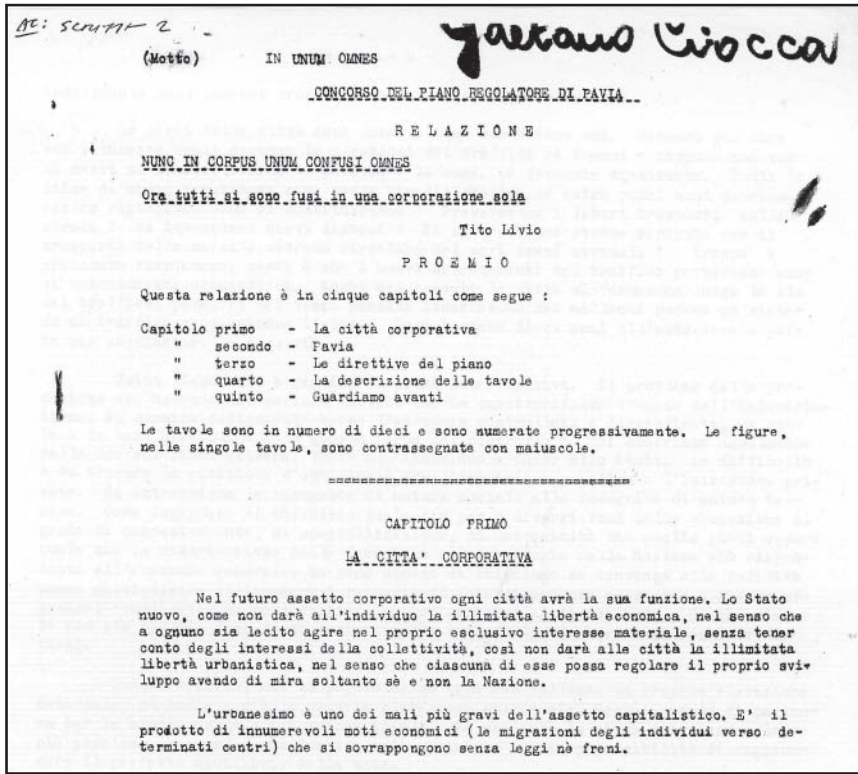 AC: scritti 2
Gaetano Ciocca
(Motto) IN UNUM OMNES
CONCORSO DEL PIANO REGOLATORE DI PAVIA
RELAZIONE
NUNC IN CORPUS UNUM CONFUSI OMNES
Ora tutti si sono fusi in una corporazione sola
Tito Livio
PROEMIO
Questa relazione è in cinque capitoli come segue :
Capitolo primo - La città corporativa
" secondo - Pavia
" terzo - Le direttive del piano
" quarto - La descrizione delle tavole
" quinto - Guardiamo avanti
Le tavole sono in numero di dieci e sono numerate progressivamente. Le figure,
nelle singole tavole, sono contrassegnate con maiuscole.
CAPITOLO PRIMO
LA CITTA' CORPORATIVA
Nel futuro assetto corporativo ogni città avrà la sua funzione. Lo Stato
nuovo, come non darà all'individuo la illimitata libertà economica, nel senso che
a ognuno sia lecito agire nel proprio esclusivo interesse materiale, senza tener
conto degli interessi della collettività, così non darà alle città la illimitata
libertà urbanistica, nel senso che ciascuna di esse possa regolare il proprio svi-
luppo avendo di mira soltanto sè e non la Nazione.
L'urbanesimo è uno dei mali più gravi dell'assetto capitalistico. E' il
prodotto di innumerevoli moti economici (le migrazioni degli individui verso de-
terminati centri) che si sovrappongono senza leggi nè freni.